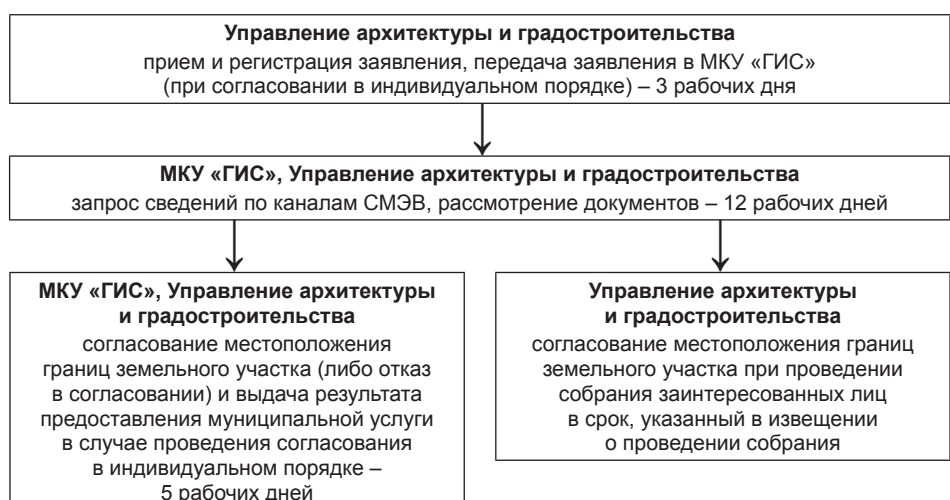 Управление архитектуры и градостроительства
прием и регистрация заявления, передача заявления в МКУ «ГИС»
(при согласовании в индивидуальном порядке) – 3 рабочих дня
МКУ «ГИС», Управление архитектуры и градостроительства
запрос сведений по каналам СМЭВ, рассмотрение документов – 12 рабочих дней
МКУ «ГИС», Управление архитектуры
и градостроительства
согласование местоположения
границ земельного участка (либо отказ
в согласовании) и выдача результата
предоставления муниципальной услуги
в случае проведения согласования
в индивидуальном порядке –
5 рабочих дней
Управление архитектуры
и градостроительства
согласование местоположения границ
земельного участка при проведении
собрания заинтересованных лиц
в срок, указанный в извещении
о проведении собрания